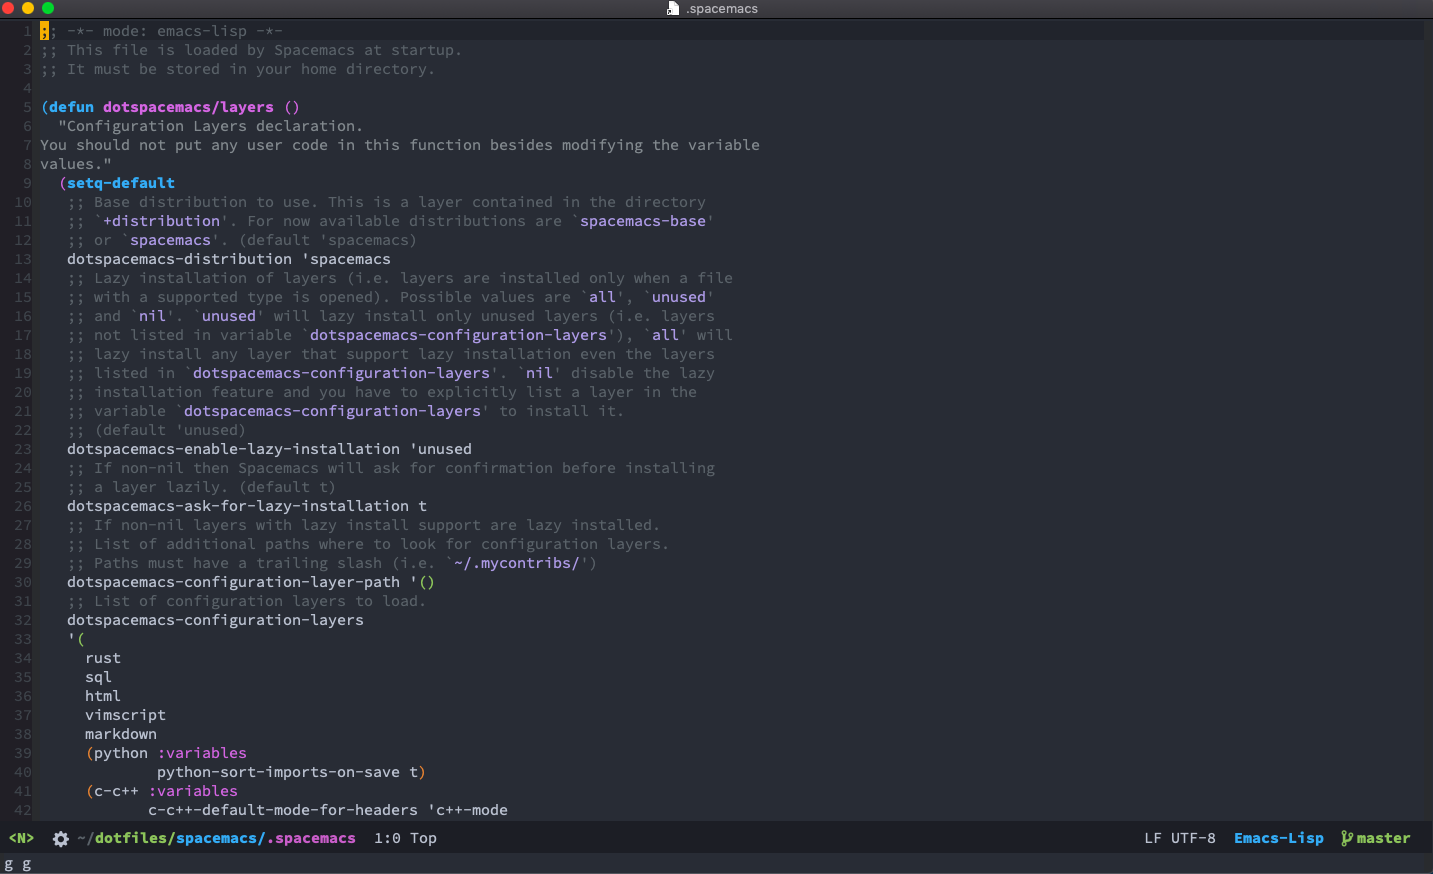 .spacemacs
1 ;; -*- mode: emacs-lisp -*-
2 ;; This file is loaded by Spacemacs at startup.
3 ;; It must be stored in your home directory.
4
5 (defun dotspacemacs/layers ()
6   "Configuration Layers declaration.
7 You should not put any user code in this function besides modifying the variable
8 values."
9   (setq-default
10    ;; Base distribution to use. This is a layer contained in the directory
11    ;; `+distribution'. For now available distributions are `spacemacs-base'
12    ;; or `spacemacs'. (default 'spacemacs)
13    dotspacemacs-distribution 'spacemacs
14    ;; Lazy installation of layers (i.e. layers are installed only when a file
15    ;; with a supported type is opened). Possible values are `all', `unused'
16    ;; and `nil'. `unused' will lazy install only unused layers (i.e. layers
17    ;; not listed in variable `dotspacemacs-configuration-layers'), `all' will
18    ;; lazy install any layer that support lazy installation even the layers
19    ;; listed in `dotspacemacs-configuration-layers'. `nil' disable the lazy
20    ;; installation feature and you have to explicitly list a layer in the
21    ;; variable `dotspacemacs-configuration-layers' to install it.
22    ;; (default 'unused)
23    dotspacemacs-enable-lazy-installation 'unused
24    ;; If non-nil then Spacemacs will ask for confirmation before installing
25    ;; a layer lazily. (default t)
26    dotspacemacs-ask-for-lazy-installation t
27    ;; If non-nil layers with lazy install support are lazy installed.
28    ;; List of additional paths where to look for configuration layers.
29    ;; Paths must have a trailing slash (i.e. `~/.mycontribs/')
30    dotspacemacs-configuration-layer-path '()
31    ;; List of configuration layers to load.
32    dotspacemacs-configuration-layers
33    '(
34      rust
35      sql
36      html
37      vimscript
38      markdown
39      (python :variables
40              python-sort-imports-on-save t)
41      (c-c++ :variables
42             c-c++-default-mode-for-headers 'c++-mode
<N> ~/dotfiles/spacemacs/.spacemacs 1:0 Top LF UTF-8 Emacs-Lisp master
g g